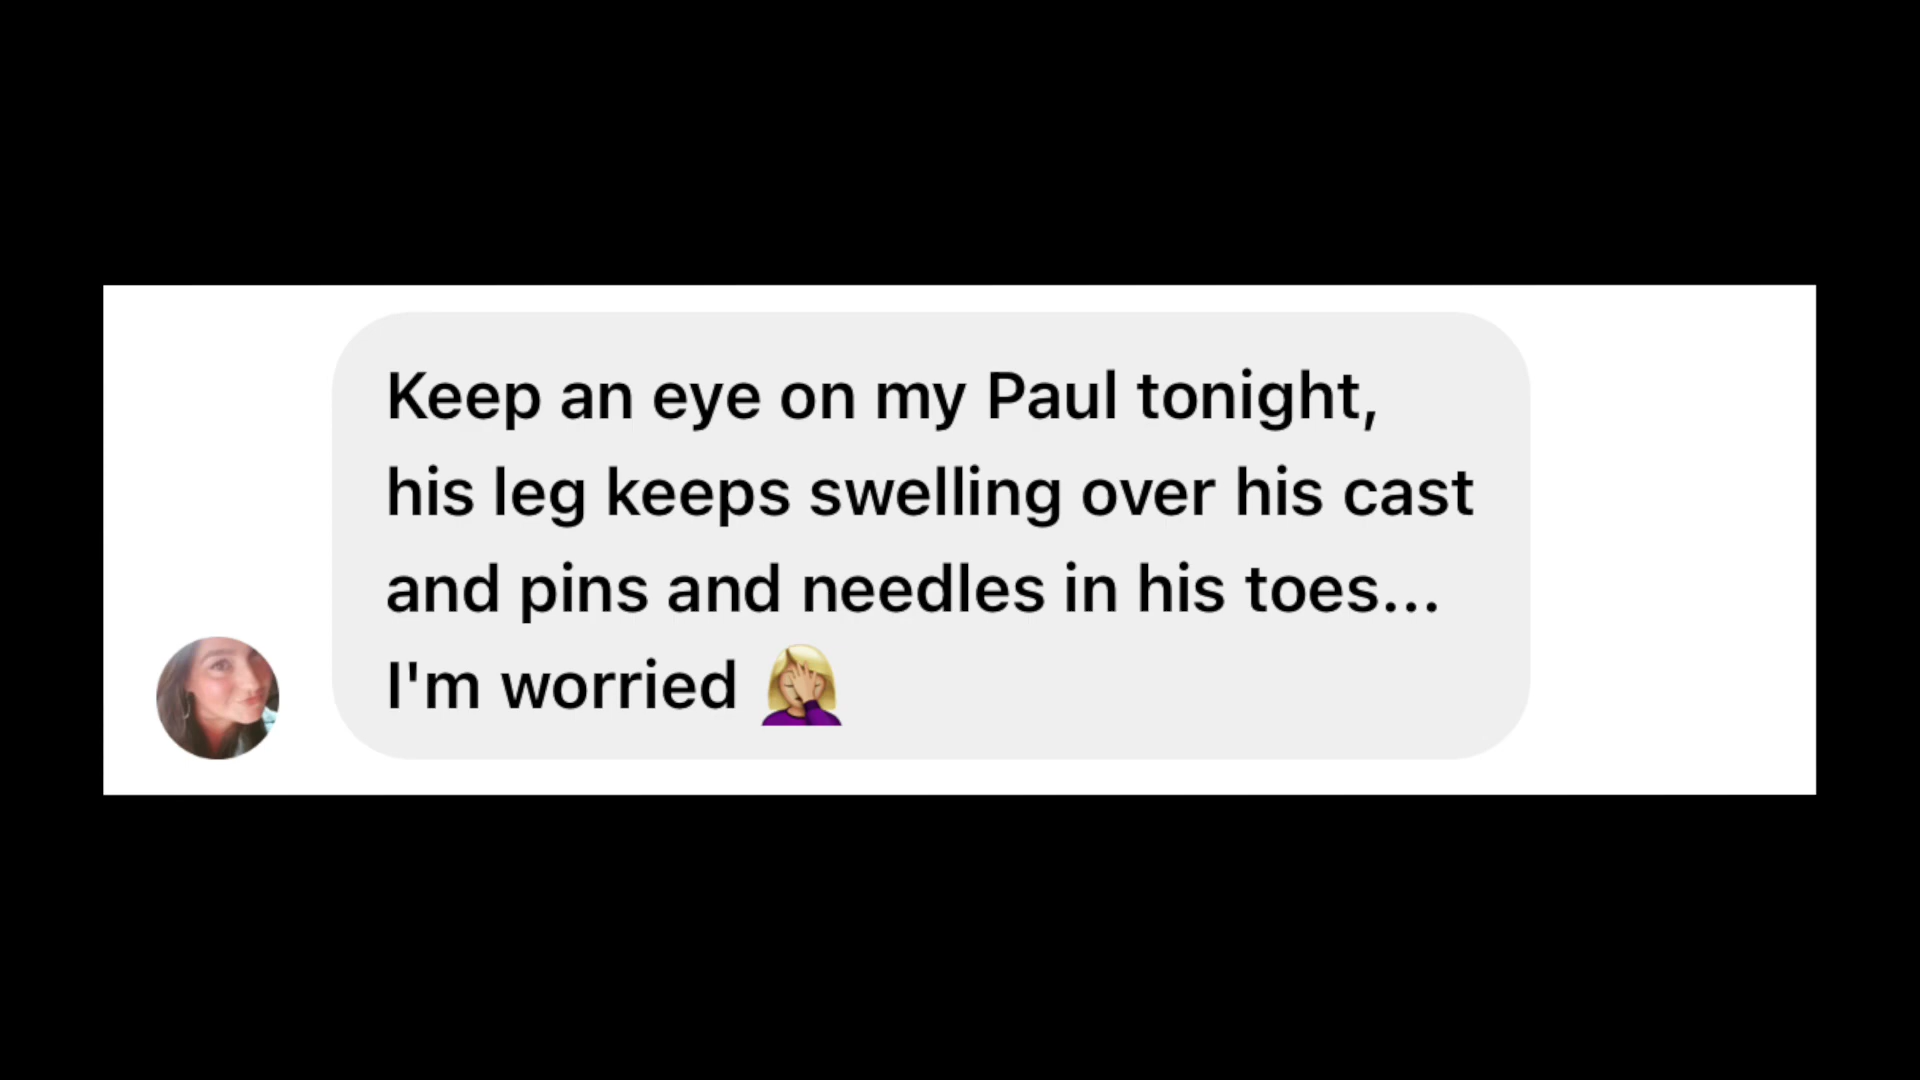 Keep an eye on my Paul tonight,
his leg keeps swelling over his cast
and pins and needles in his toes...
I'm worried 🤦🏼‍♀️